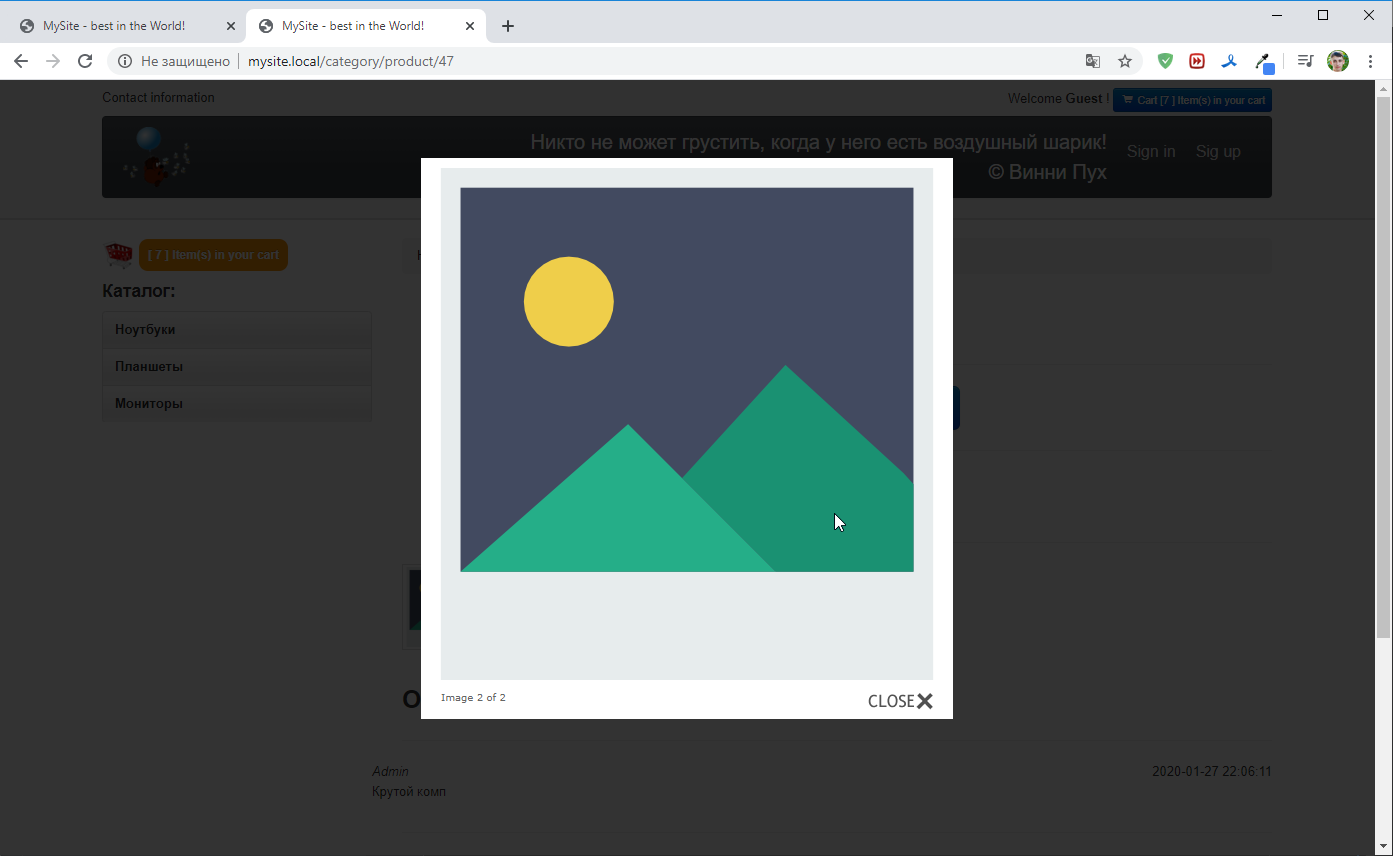 MySite - best in the World!
MySite - best in the World!
Не защищено
mysite.local/category/product/47
Contact information
Welcome Guest |
Cart [7 ] Item(s) in your cart
Никто не может грустить, когда у него есть воздушный шарик!
© Винни Пух
Sign in
Sig up
[ 7 ] Item(s) in your cart
Каталог:
Ноутбуки
Планшеты
Мониторы
Image 2 of 2
CLOSE
Admin
2020-01-27 22:06:11
Крутой комп